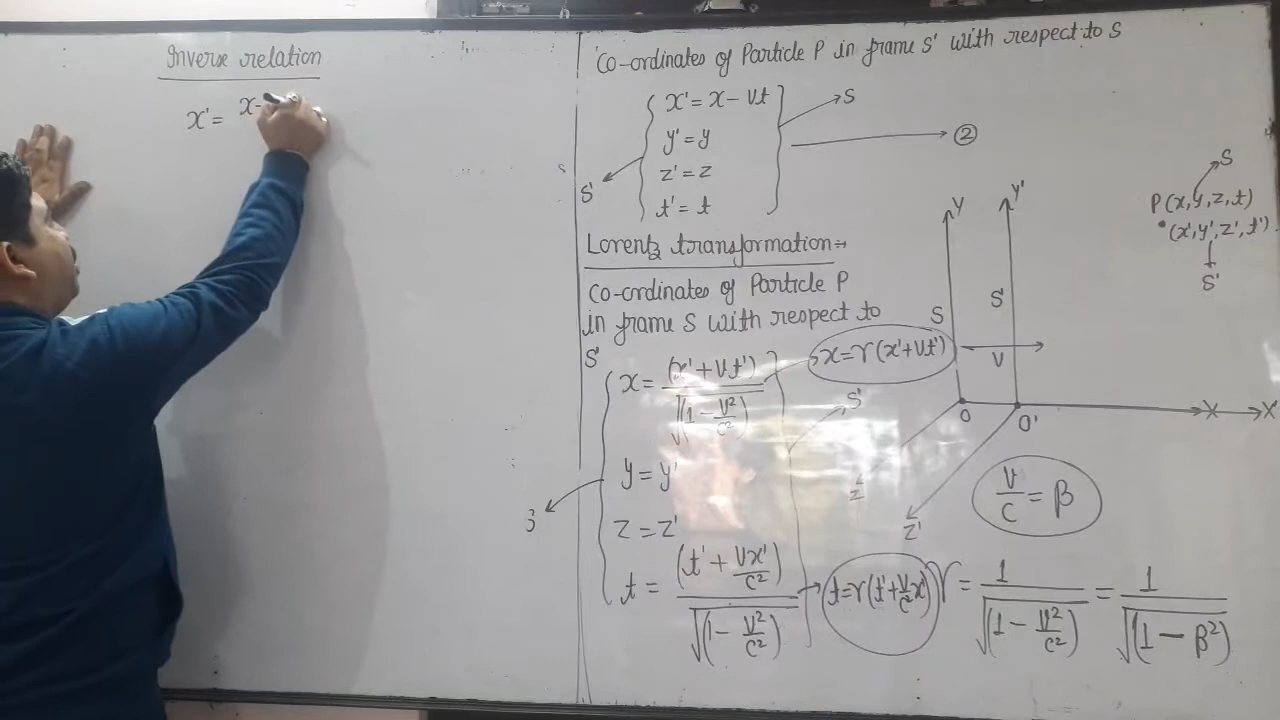 Inverse relation
x' = x-
Co-ordinates of Particle P in frame S' with respect to S
x' = x - vt
y' = y
z' = z
t' = t
S
S'
②
Lorentz transformation:-
Co-ordinates of Particle P
in frame S with respect to
S'
x = (x' + vt') / √(1 - v²/c²)
x = γ(x' + vt')
y = y'
z = z'
t = (t' + vx'/c²) / √(1 - v²/c²)
t = γ(t' + v/c² x')
S'
γ = 1 / √(1 - v²/c²) = 1 / √(1 - β²)
v/c = β
Y
Y'
S
S'
V
O
O'
X
X'
Z
Z'
S
P(x, y, z, t)
(x', y', z', t')
S'